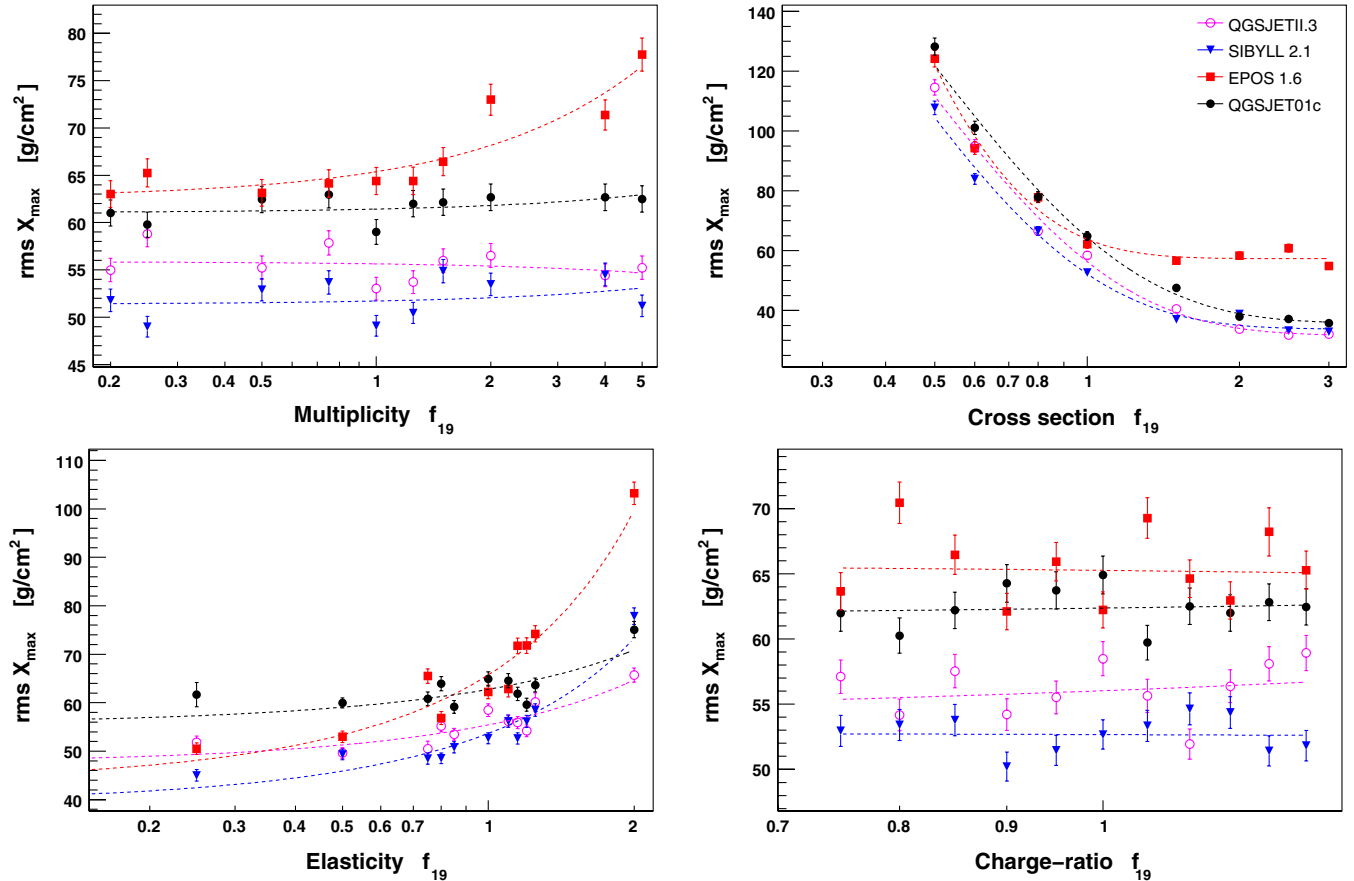 80
75
70
65
60
55
50
45
rms X_max [g/cm²]
0.2 0.3 0.5 1 2 3 4 5
Multiplicity f_19
140
120
100
80
60
40
rms X_max [g/cm²]
QGSJETII.3
SIBYLL 2.1
EPOS 1.6
QGSJET01c
0.3 0.4 0.5 0.6 0.7 0.8 1 2 3
Cross section f_19
110
100
90
80
70
60
50
40
rms X_max [g/cm²]
0.2 0.3 0.4 0.5 0.6 0.7 1 2
Elasticity f_19
70
65
60
55
50
rms X_max [g/cm²]
0.7 0.8 0.9 1
Charge−ratio f_19